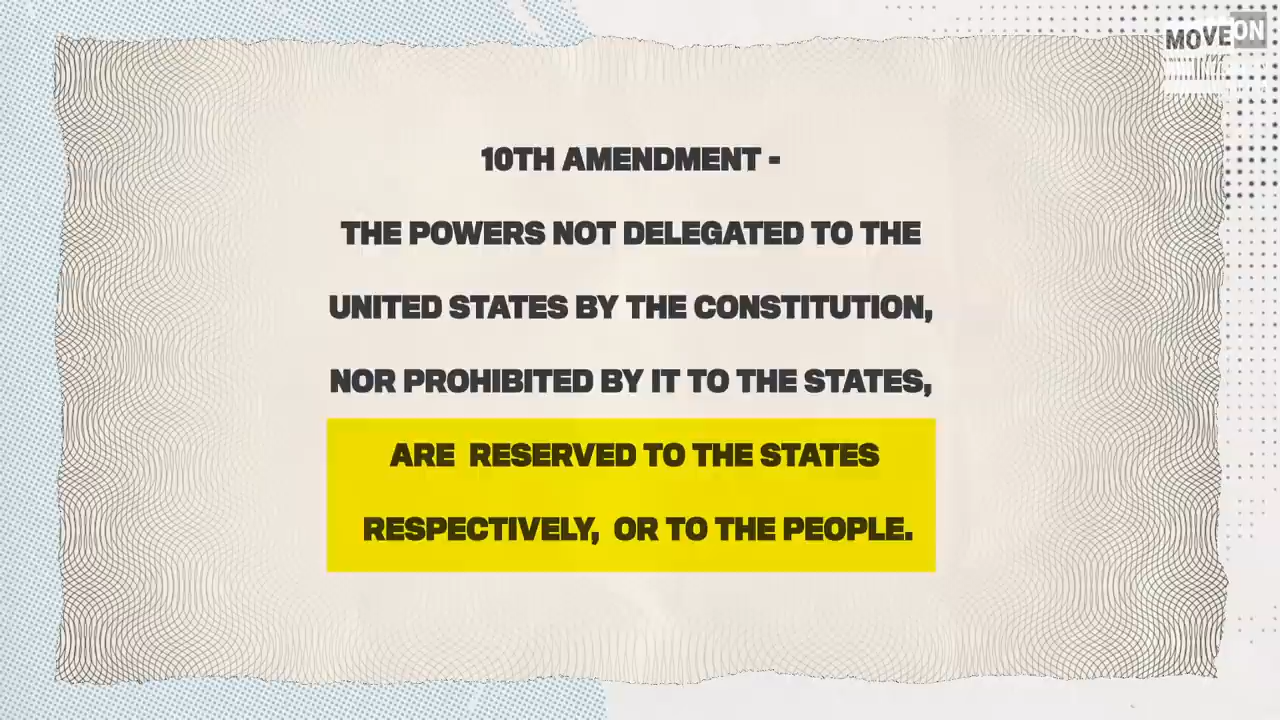 MOVEON
10TH AMENDMENT -
THE POWERS NOT DELEGATED TO THE
UNITED STATES BY THE CONSTITUTION,
NOR PROHIBITED BY IT TO THE STATES,
ARE RESERVED TO THE STATES
RESPECTIVELY, OR TO THE PEOPLE.